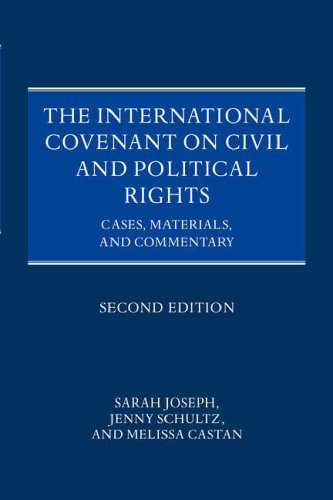 THE INTERNATIONAL
COVENANT ON CIVIL
AND POLITICAL
RIGHTS
CASES, MATERIALS,
AND COMMENTARY
SECOND EDITION
SARAH JOSEPH,
JENNY SCHULTZ,
AND MELISSA CASTAN